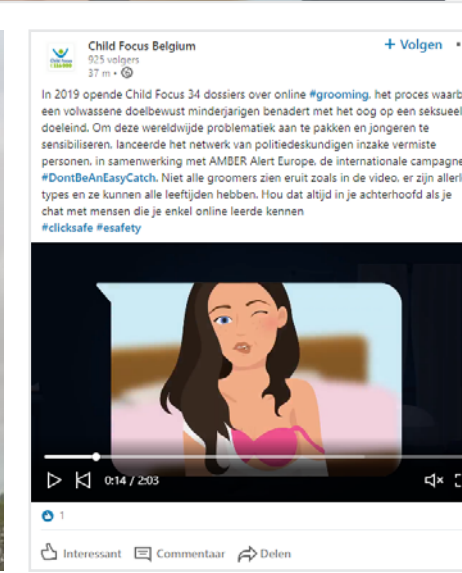 Child Focus Belgium
925 volgers
37 m •
+ Volgen
In 2019 opende Child Focus 34 dossiers over online #grooming, het proces waarb
een volwassene doelbewust minderjarigen benadert met het oog op een seksueel
doeleind. Om deze wereldwijde problematiek aan te pakken en jongeren te
sensibiliseren, lanceerde het netwerk van politiedeskundigen inzake vermiste
personen, in samenwerking met AMBER Alert Europe, de internationale campagne
#DontBeAnEasyCatch. Niet alle groomers zien eruit zoals in de video, er zijn allerl
types en ze kunnen alle leeftijden hebben. Hou dat altijd in je achterhoofd als je
chat met mensen die je enkel online leerde kennen
#clicksafe #esafety
0:14 / 2:03
1
Interessant Commentaar Delen